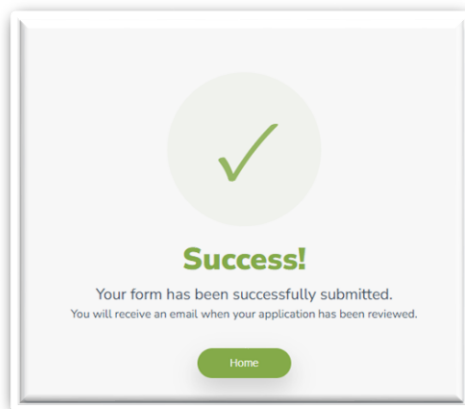 Success!
Your form has been successfully submitted.
You will receive an email when your application has been reviewed.
Home